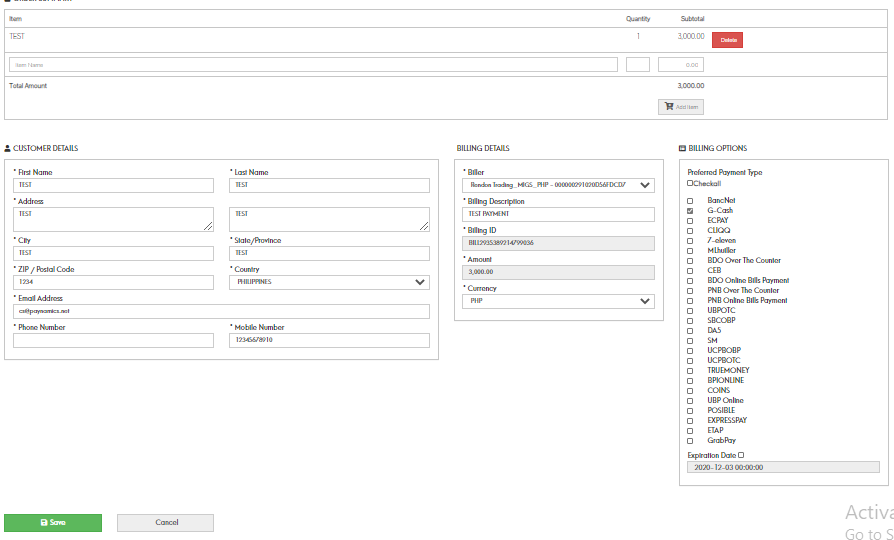 Item Quantity Subtotal
TEST 1 3,000.00 Delete
Item Name 0.00
Total Amount 3,000.00
Add Item
CUSTOMER DETAILS
* First Name * Last Name
TEST TEST
* Address
TEST TEST
* City * State/Province
TEST TEST
* ZIP / Postal Code * Country
1234 PHILIPPINES
* Email Address
cs@paynamics.net
* Phone Number * Mobile Number
12345678910
BILLING DETAILS
* Biller
Rendon Trading_MIGS_PHP - 000000291020D56FDCD7
* Billing Description
TEST PAYMENT
* Billing ID
BILL2935389214799036
* Amount
3,000.00
* Currency
PHP
BILLING OPTIONS
Preferred Payment Type
Checkall
BancNet
G-Cash
ECPAY
CLIQQ
7-eleven
MLhuiller
BDO Over The Counter
CEB
BDO Online Bills Payment
PNB Over The Counter
PNB Online Bills Payment
UBPOTC
SBCOBP
DA5
SM
UCPBOBP
UCPBOTC
TRUEMONEY
BPIONLINE
COINS
UBP Online
POSIBLE
EXPRESSPAY
ETAP
GrabPay
Expiration Date
2020-12-03 00:00:00
Save Cancel
Activa
Go to S